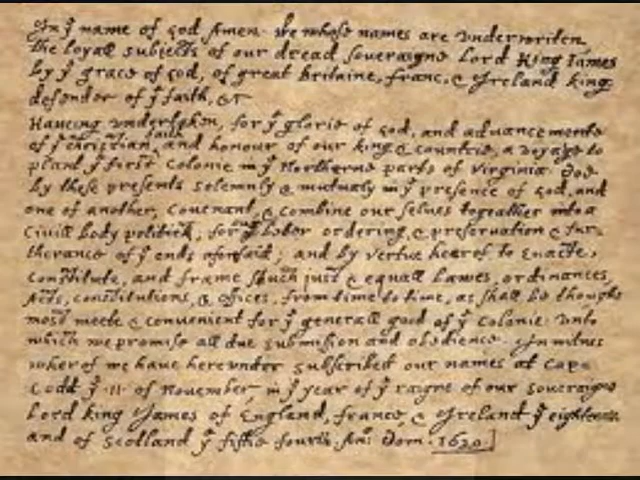 In yͤ name of god Amen. We whose names are underwriten,
the loyall subiects of our dread soveraigne Lord King James
by yͤ grace of god, of great Britaine, franc, & Ireland king,
defender of yͤ faith, &c
Haveing undertaken, for yͤ glorie of god, and advancemente
of yͤ christian faith and honour of our king & countrie, a voyage to
plant yͤ first colonie in yͤ Northerne parts of virginia. doe
by these presents solemnly & mutualy in yͤ presence of god, and
one of another, covenant, & combine our selves togeather into a
civill body politick; for yͤ better ordering, & preservation & fur-
therance of yͤ ends aforesaid; and by vertue hearof to enacte,
constitute, and frame shuch just & equall lawes, ordinances,
Acts, constitutions, & offices, from time to time, as shall be thought
most meete & convenient for yͤ generall good of yͤ colonie: unto
which we promise all due submission and obedience. In witnes
wherof we have hereunder subscribed our names at cape
Codd yͤ ·11· of November, in yͤ year of yͤ raigne of our soveraigne
Lord king James of England, france, & Ireland yͤ eighteenth
and of scotland yͤ fiftie fourth. Anͦ: Dom. 1620.]